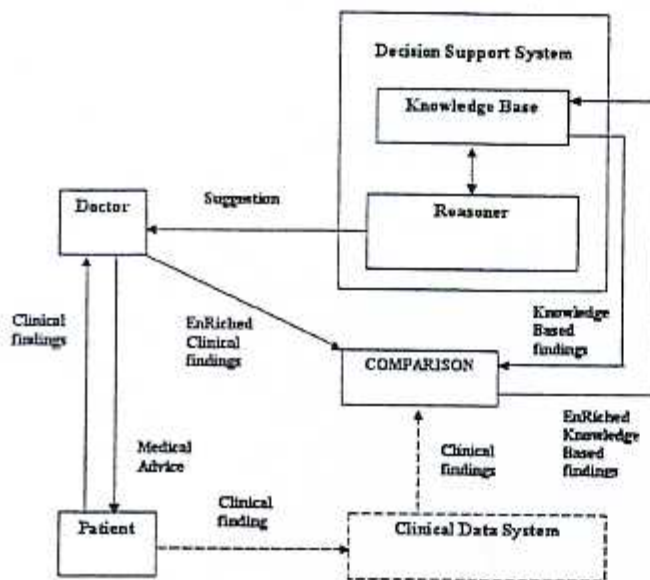 Decision Support System
Knowledge Base
Reasoner
Suggestion
Doctor
Clinical
findings
EnRiched
Clinical
findings
Knowledge
Based
findings
COMPARISON
EnRiched
Knowledge
Based
findings
Clinical
findings
Medical
Advice
Clinical
finding
Patient
Clinical Data System